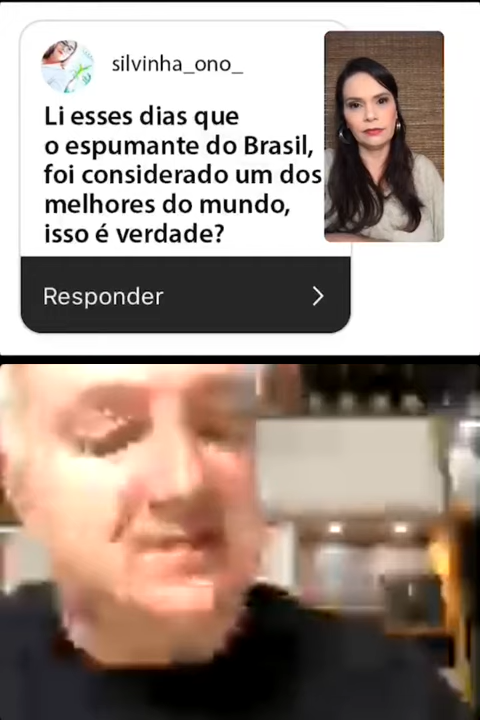 silvinha_ono_
Li esses dias que
o espumante do Brasil,
foi considerado um dos
melhores do mundo,
isso é verdade?
Responder